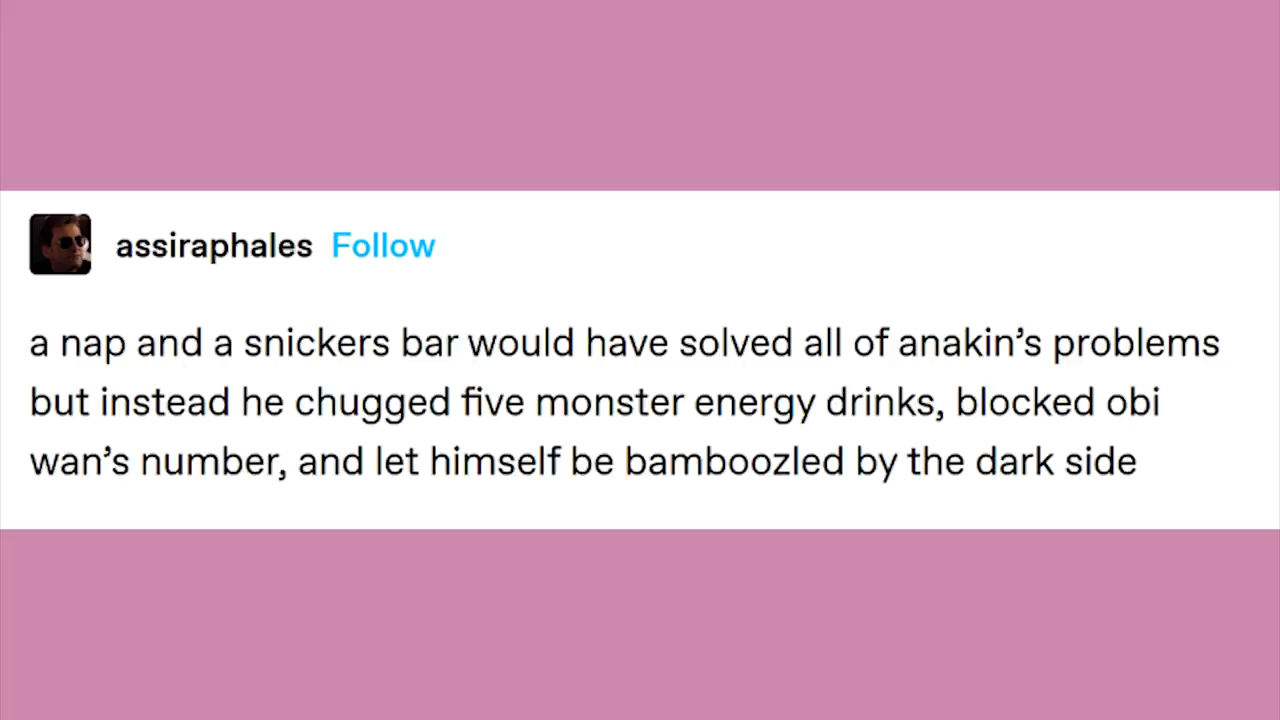 assiraphales Follow
a nap and a snickers bar would have solved all of anakin’s problems
but instead he chugged five monster energy drinks, blocked obi
wan’s number, and let himself be bamboozled by the dark side